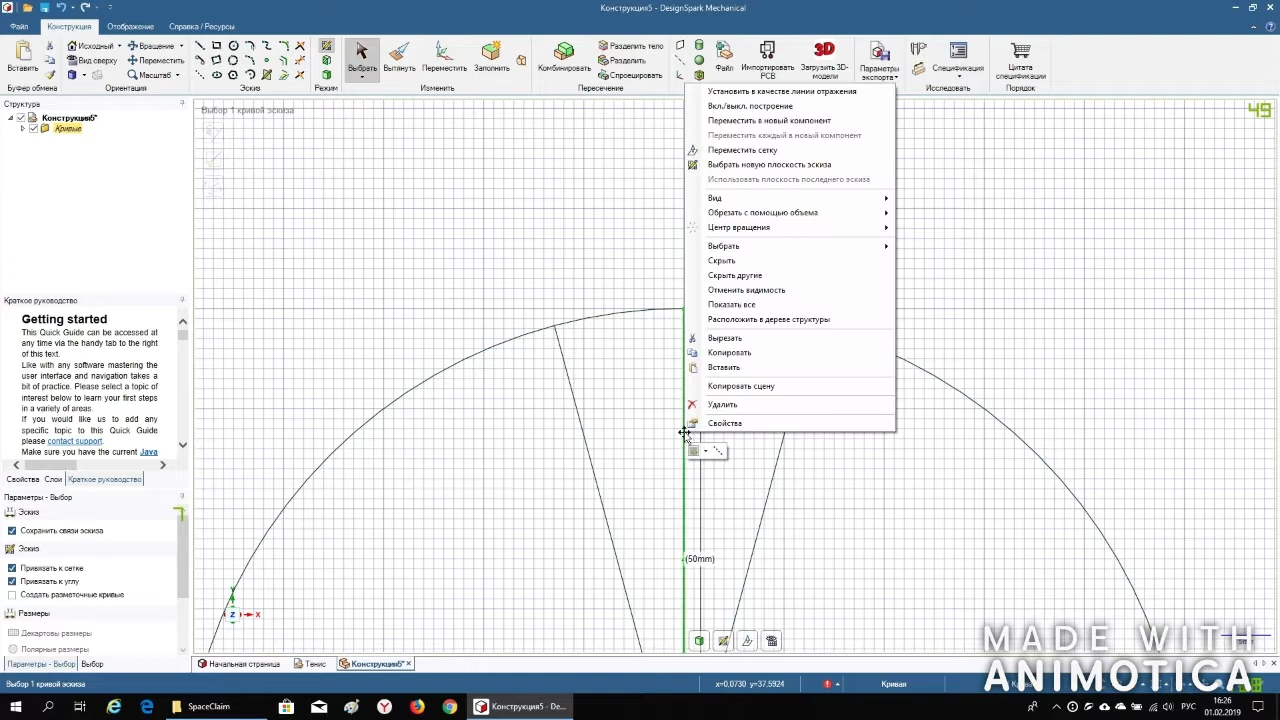 Конструкция5 - DesignSpark Mechanical
Файл Конструкция Отображение Справка / Ресурсы
Вставить
Буфер обмена
Исходный
Вид сверху
Вращение
Переместить
Масштаб
Ориентация
Эскиз
Режим
Выбрать
Вытянуть
Переместить
Заполнить
Изменить
Комбинировать
Разделить тело
Разделить
Спроецировать
Пересечение
Файл
Импортировать PCB
Загрузить 3D-модели
3D
Параметры экспорта
Спецификация
Исследовать
Цитата спецификации
Порядок
Структура
Конструкция5*
Кривые
Выбор 1 кривой эскиза
49
Установить в качестве линии отражения
Вкл./выкл. построение
Переместить в новый компонент
Переместить каждый в новый компонент
Переместить сетку
Выбрать новую плоскость эскиза
Использовать плоскость последнего эскиза
Вид
Обрезать с помощью объема
Центр вращения
Выбрать
Скрыть
Скрыть другие
Отменить видимость
Показать все
Расположить в дереве структуры
Вырезать
Копировать
Вставить
Копировать сцену
Удалить
Свойства
(50mm)
Краткое руководство
Getting started
This Quick Guide can be accessed at
any time via the handy tab to the right
of this text.
Like with any software mastering the
user interface and navigation takes a
bit of practice. Please select a topic of
interest below to learn your first steps
in a variety of areas.
If you would like us to add any
specific topic to this Quick Guide
please contact support.
Make sure you have the current Java
Свойства Слои Краткое руководство
Параметры - Выбор
Эскиз
Сохранить связи эскиза
Эскиз
Привязать к сетке
Привязать к углу
Создать разметочные кривые
Размеры
Декартовы размеры
Полярные размеры
Параметры - Выбор Выбор
Y
Z X
Начальная страница Тенис Конструкция5*
Выбор 1 кривой эскиза
x=0,0730 y=37,5924
Кривая
MADE WITH
ANIMOTICA
SpaceClaim
Конструкция5 - De...
РУС
16:26
01.02.2019